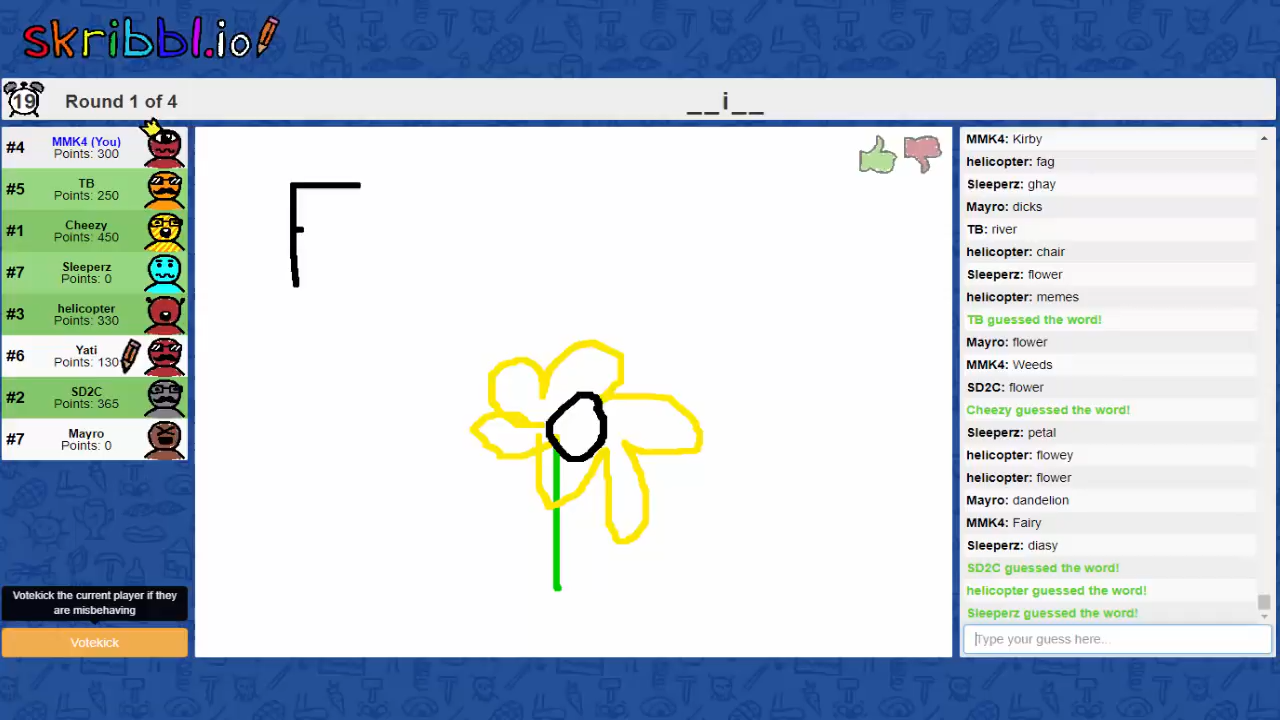 skribbl.io
19 Round 1 of 4 __i__
#4 MMK4 (You) Points: 300
#5 TB Points: 250
#1 Cheezy Points: 450
#7 Sleeperz Points: 0
#3 helicopter Points: 330
#6 Yati Points: 130
#2 SD2C Points: 365
#7 Mayro Points: 0
Votekick the current player if they
are misbehaving
Votekick
F
MMK4: Kirby
helicopter: fag
Sleeperz: ghay
Mayro: dicks
TB: river
helicopter: chair
Sleeperz: flower
helicopter: memes
TB guessed the word!
Mayro: flower
MMK4: Weeds
SD2C: flower
Cheezy guessed the word!
Sleeperz: petal
helicopter: flowey
helicopter: flower
Mayro: dandelion
MMK4: Fairy
Sleeperz: diasy
SD2C guessed the word!
helicopter guessed the word!
Sleeperz guessed the word!
Type your guess here...